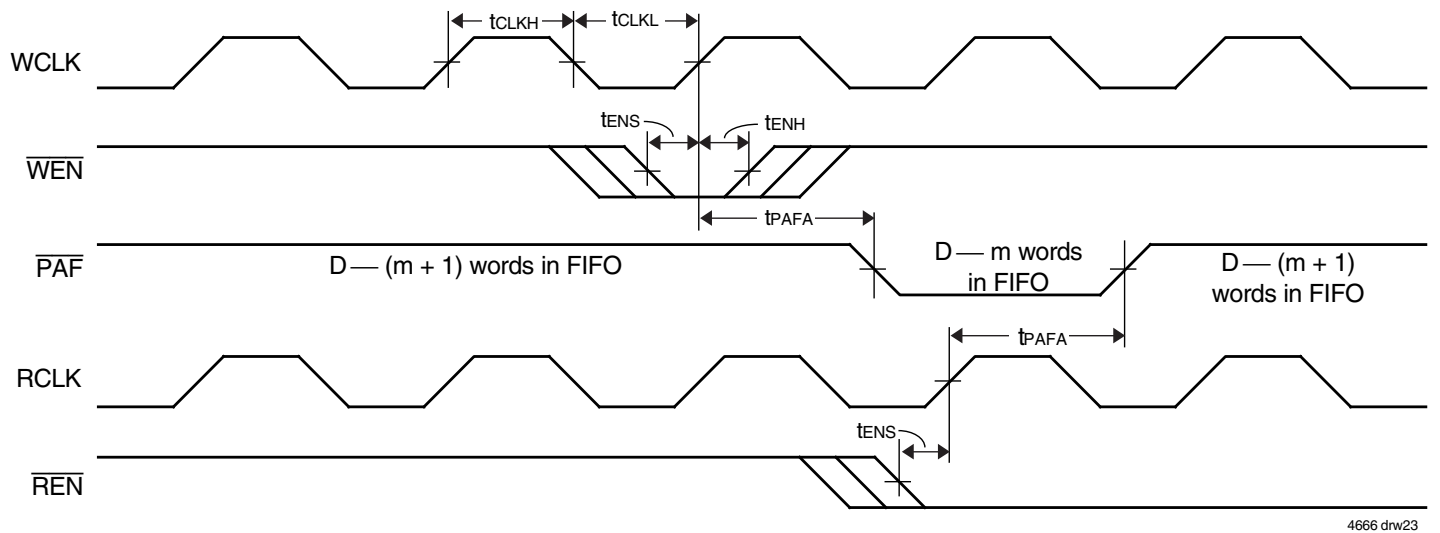 tCLKH
tCLKL
WCLK
tENS
tENH
WEN
tPAFA
PAF
D — (m + 1) words in FIFO
D — m words
in FIFO
D — (m + 1)
words in FIFO
tPAFA
RCLK
tENS
REN
4666 drw23